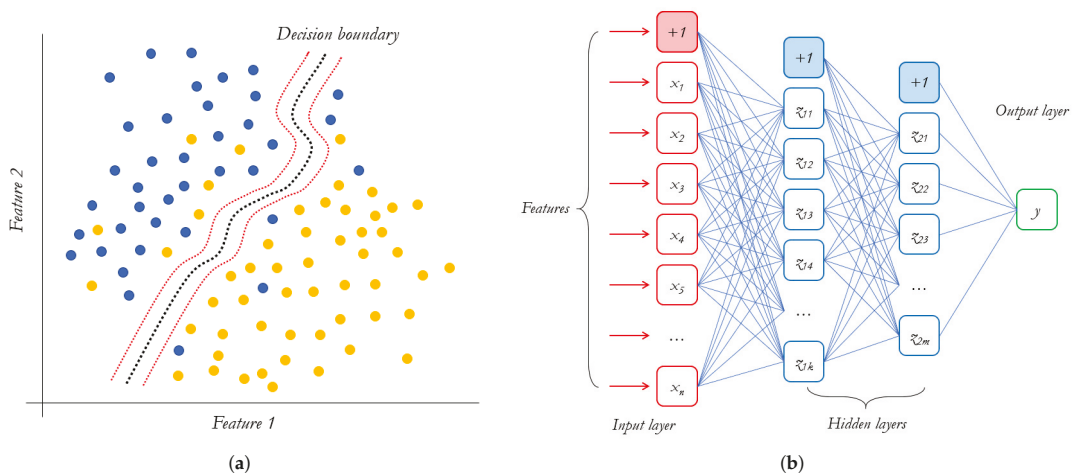 Decision boundary
Feature 2
Feature 1
(a)
Features
+1
x1
x2
x3
x4
x5
...
xn
Input layer
+1
z11
z12
z13
z14
...
z1k
+1
z21
z22
z23
...
z2m
Hidden layers
Output layer
y
(b)